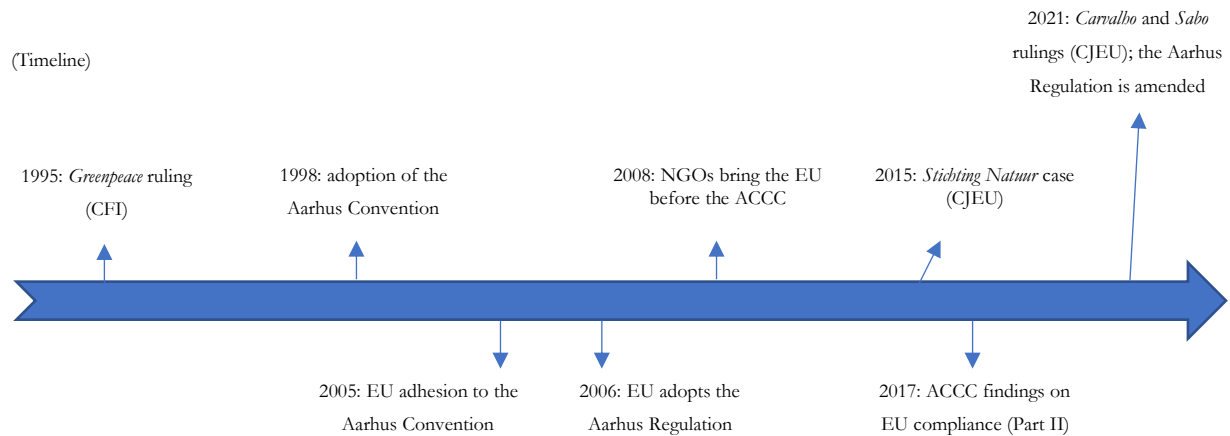 (Timeline)
2021: Carvalho and Sabo
rulings (CJEU); the Aarhus
Regulation is amended
1995: Greenpeace ruling
(CFI)
1998: adoption of the
Aarhus Convention
2008: NGOs bring the EU
before the ACCC
2015: Stichting Natuur case
(CJEU)
2005: EU adhesion to the
Aarhus Convention
2006: EU adopts the
Aarhus Regulation
2017: ACCC findings on
EU compliance (Part II)